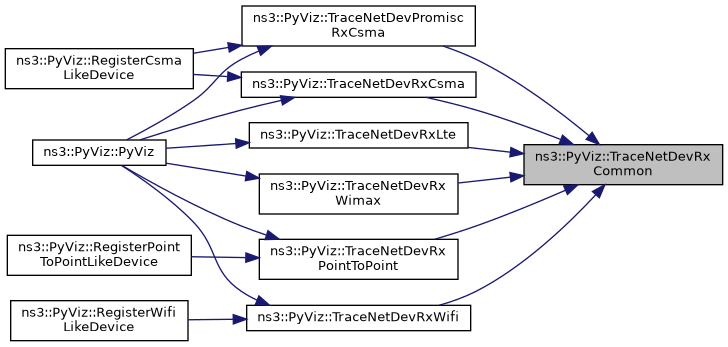 ns3::PyViz::TraceNetDevPromisc
RxCsma
ns3::PyViz::RegisterCsma
LikeDevice
ns3::PyViz::TraceNetDevRxCsma
ns3::PyViz::PyViz
ns3::PyViz::TraceNetDevRxLte
ns3::PyViz::TraceNetDevRx
Common
ns3::PyViz::TraceNetDevRx
Wimax
ns3::PyViz::RegisterPoint
ToPointLikeDevice
ns3::PyViz::TraceNetDevRx
PointToPoint
ns3::PyViz::RegisterWifi
LikeDevice
ns3::PyViz::TraceNetDevRxWifi